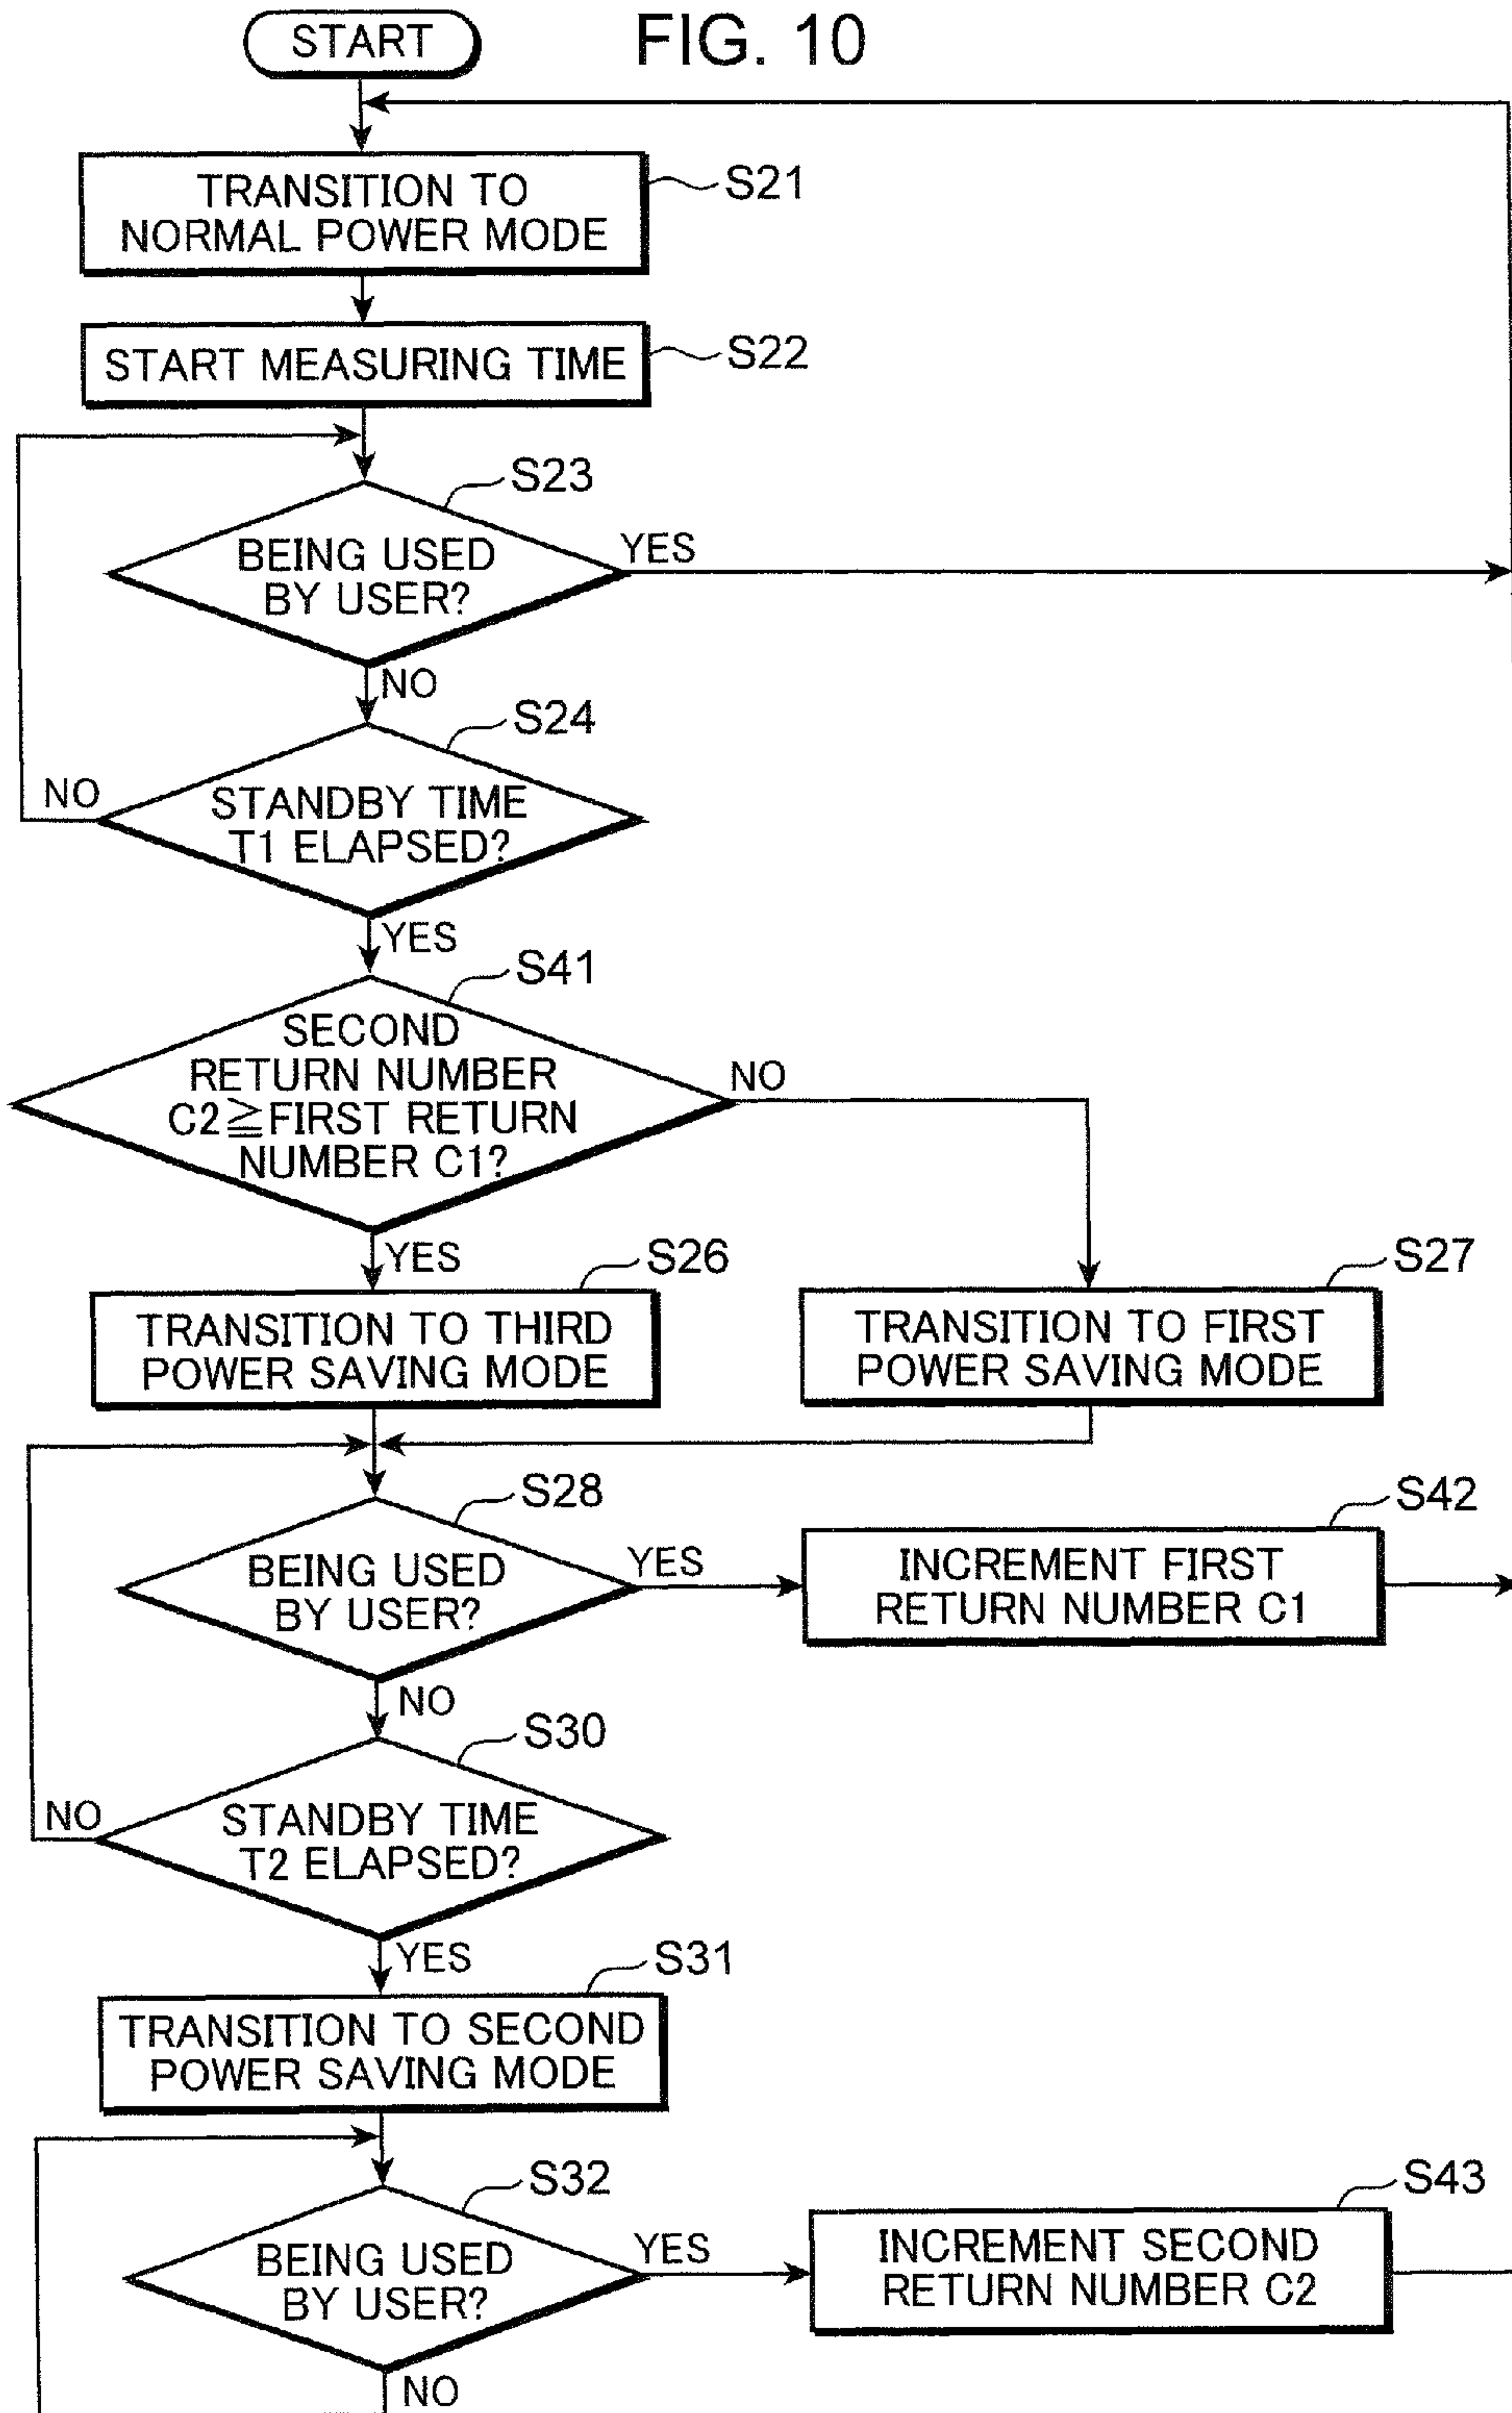 START
FIG. 10
TRANSITION TO
NORMAL POWER MODE
S21
START MEASURING TIME
S22
S23
BEING USED
BY USER?
YES
NO
S24
STANDBY TIME
T1 ELAPSED?
NO
YES
S41
SECOND
RETURN NUMBER
C2≧FIRST RETURN
NUMBER C1?
NO
YES
S26
TRANSITION TO THIRD
POWER SAVING MODE
S27
TRANSITION TO FIRST
POWER SAVING MODE
S28
BEING USED
BY USER?
YES
S42
INCREMENT FIRST
RETURN NUMBER C1
NO
S30
STANDBY TIME
T2 ELAPSED?
NO
YES
S31
TRANSITION TO SECOND
POWER SAVING MODE
S32
BEING USED
BY USER?
YES
S43
INCREMENT SECOND
RETURN NUMBER C2
NO